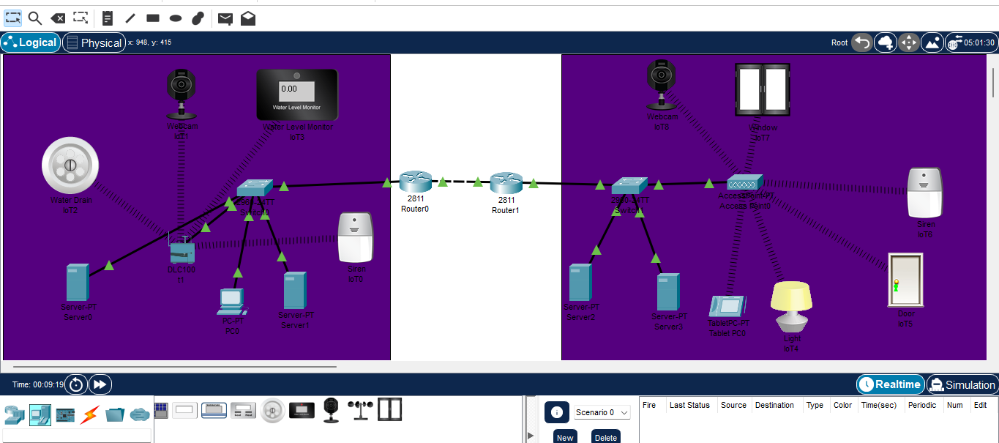 Logical
Physical
x: 948, y: 415
Root
05:01:30
Webcam
IoT1
0.00
Water Level Monitor
Water Level Monitor
IoT3
Water Drain
IoT2
2960-24TT
Switch0
Siren
IoT0
DLC100
Server-PT
Server0
PC-PT
PC0
Server-PT
Server1
2811
Router0
2811
Router1
Webcam
IoT8
Window
IoT7
2960-24TT
AccessPoint-PT
Access Point0
Siren
IoT6
Door
IoT5
Light
IoT4
TabletPC-PT
Tablet PC0
Server-PT
Server2
Server-PT
Server3
Time: 00:09:19
Realtime
Simulation
Scenario 0
New
Delete
Fire
Last Status
Source
Destination
Type
Color
Time(sec)
Periodic
Num
Edit